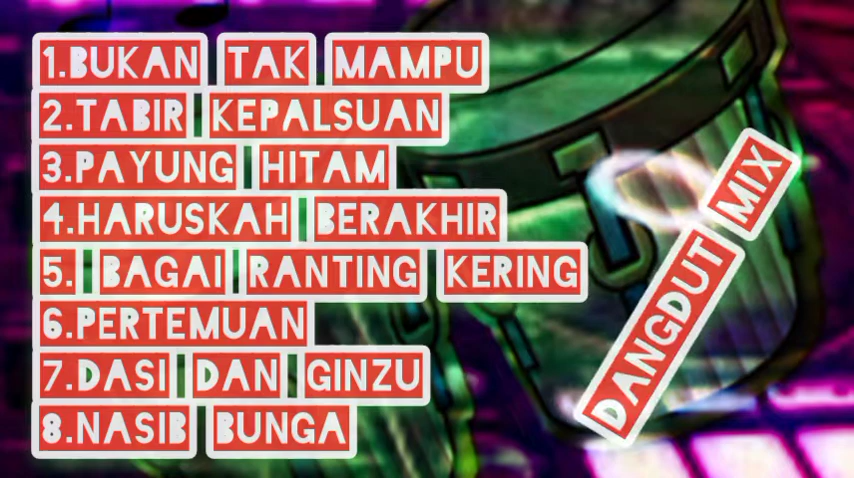 1.BUKAN TAK MAMPU
2.TABIR KEPALSUAN
3.PAYUNG HITAM
4.HARUSKAH BERAKHIR
5. BAGAI RANTING KERING
6.PERTEMUAN
7.DASI DAN GINZU
8.NASIB BUNGA
DANGDUT MIX